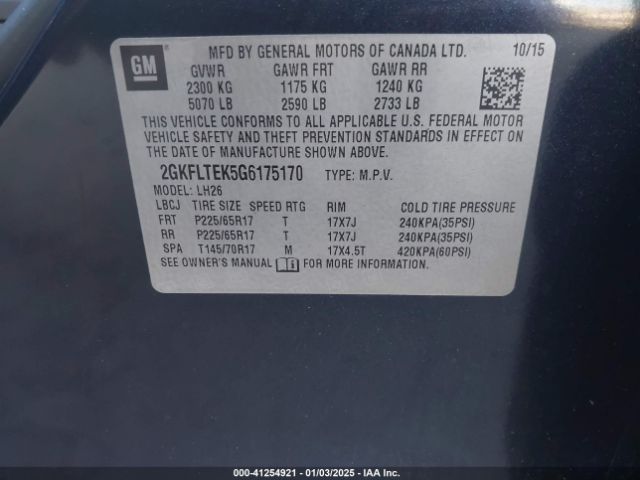 GM
MFD BY GENERAL MOTORS OF CANADA LTD. 10/15
GVWR GAWR FRT GAWR RR
2300 KG 1175 KG 1240 KG
5070 LB 2590 LB 2733 LB
THIS VEHICLE CONFORMS TO ALL APPLICABLE U.S. FEDERAL MOTOR
VEHICLE SAFETY AND THEFT PREVENTION STANDARDS IN EFFECT ON
THE DATE OF MANUFACTURE SHOWN ABOVE.
2GKFLTEK5G6175170 TYPE: M.P.V.
MODEL: LH26
LBCJ TIRE SIZE SPEED RTG RIM COLD TIRE PRESSURE
FRT P225/65R17 T 17X7J 240KPA(35PSI)
RR P225/65R17 T 17X7J 240KPA(35PSI)
SPA T145/70R17 M 17X4.5T 420KPA(60PSI)
SEE OWNER'S MANUAL FOR MORE INFORMATION.
000-41254921 - 01/03/2025 - IAA Inc.